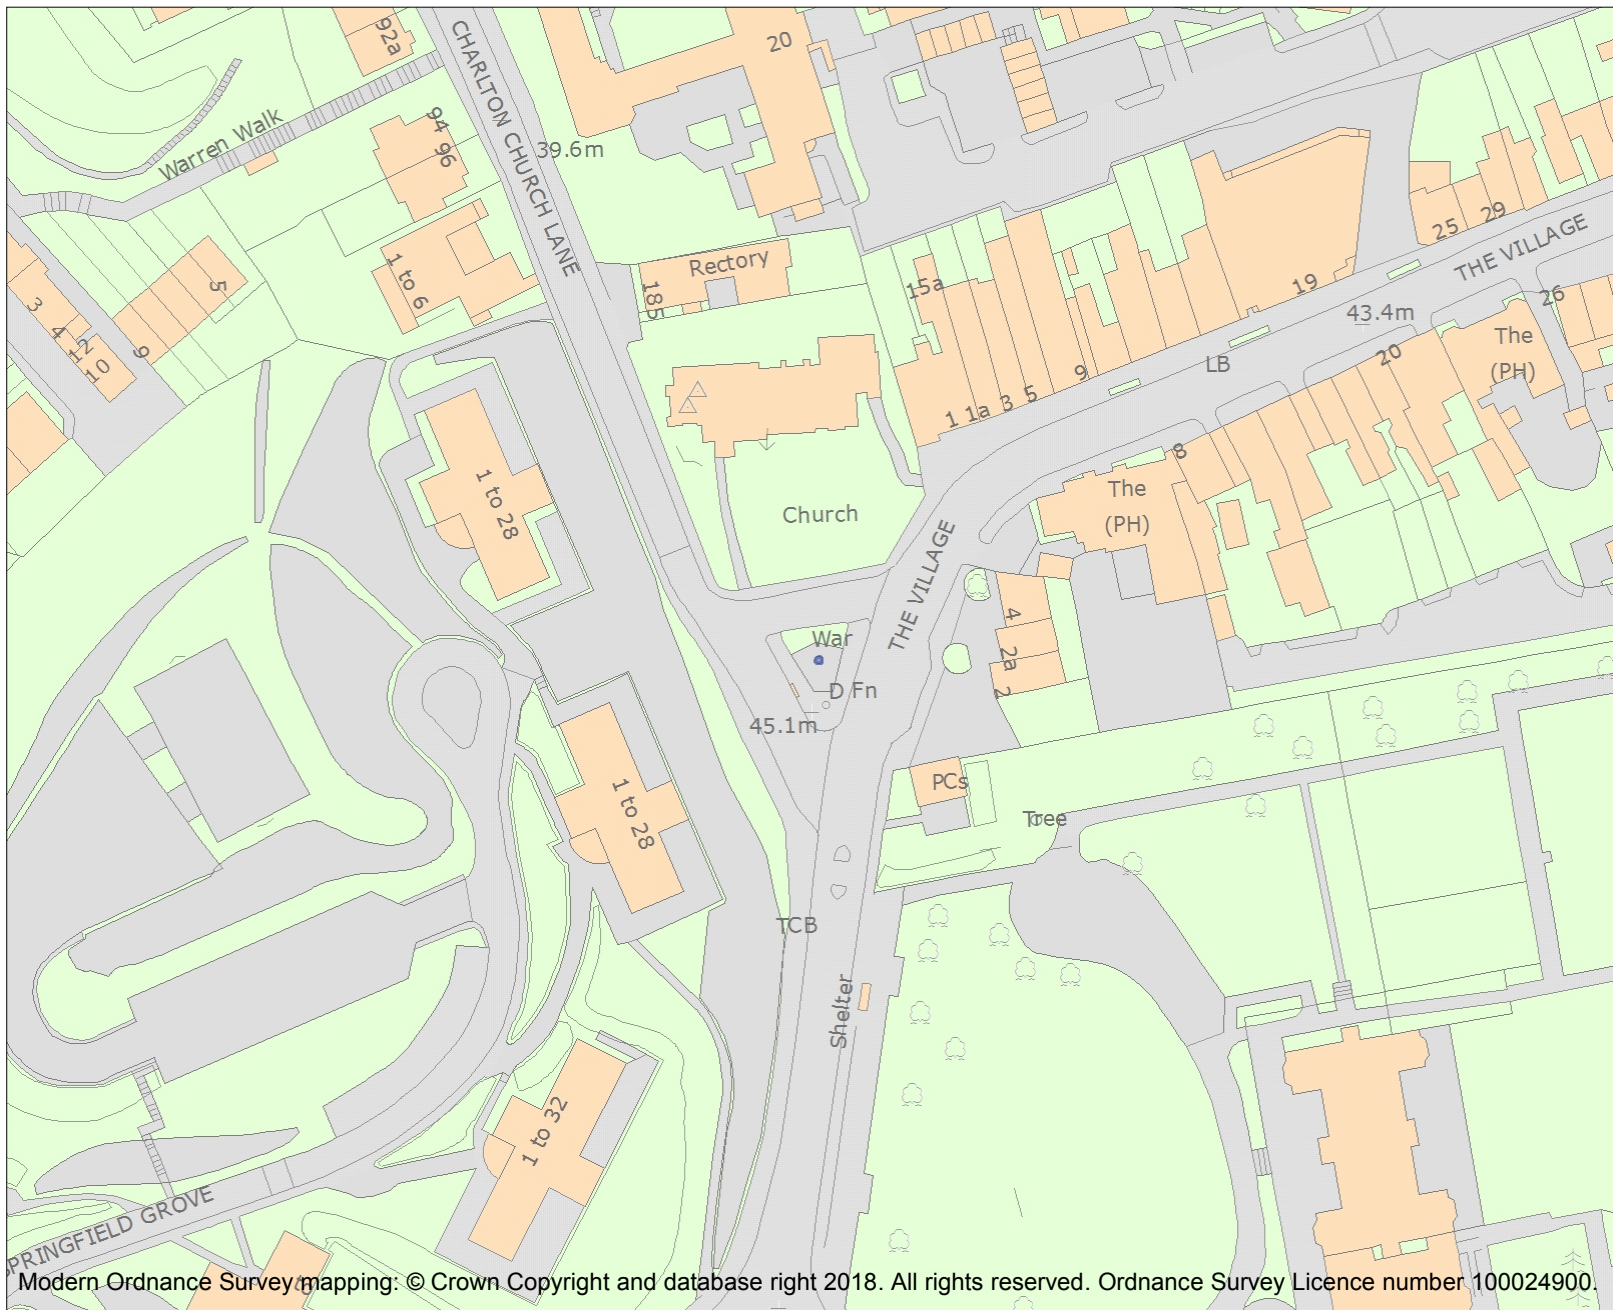 92a
CHARLTON CHURCH LANE
20
Warren Walk
94
96
39.6m
Rectory
185
1 to 6
5
3
4
12
10
9
15a
25
29
THE VILLAGE
19
26
43.4m
The
(PH)
20
LB
9
5
3
1a
1
8
The
(PH)
1 to 28
Church
THE VILLAGE
4
2a
2
War
D Fn
45.1m
PCs
Tree
1 to 28
TCB
Shelter
1 to 32
SPRINGFIELD GROVE
Modern Ordnance Survey mapping: © Crown Copyright and database right 2018. All rights reserved. Ordnance Survey Licence number 100024900.